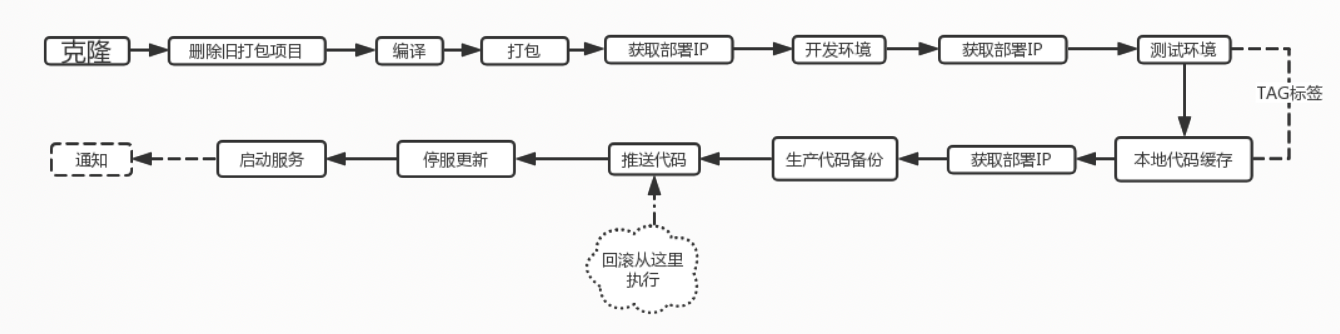 克隆
删除旧打包项目
编译
打包
获取部署IP
开发环境
获取部署IP
测试环境
TAG标签
通知
启动服务
停服更新
推送代码
生产代码备份
获取部署IP
本地代码缓存
回滚从这里
执行